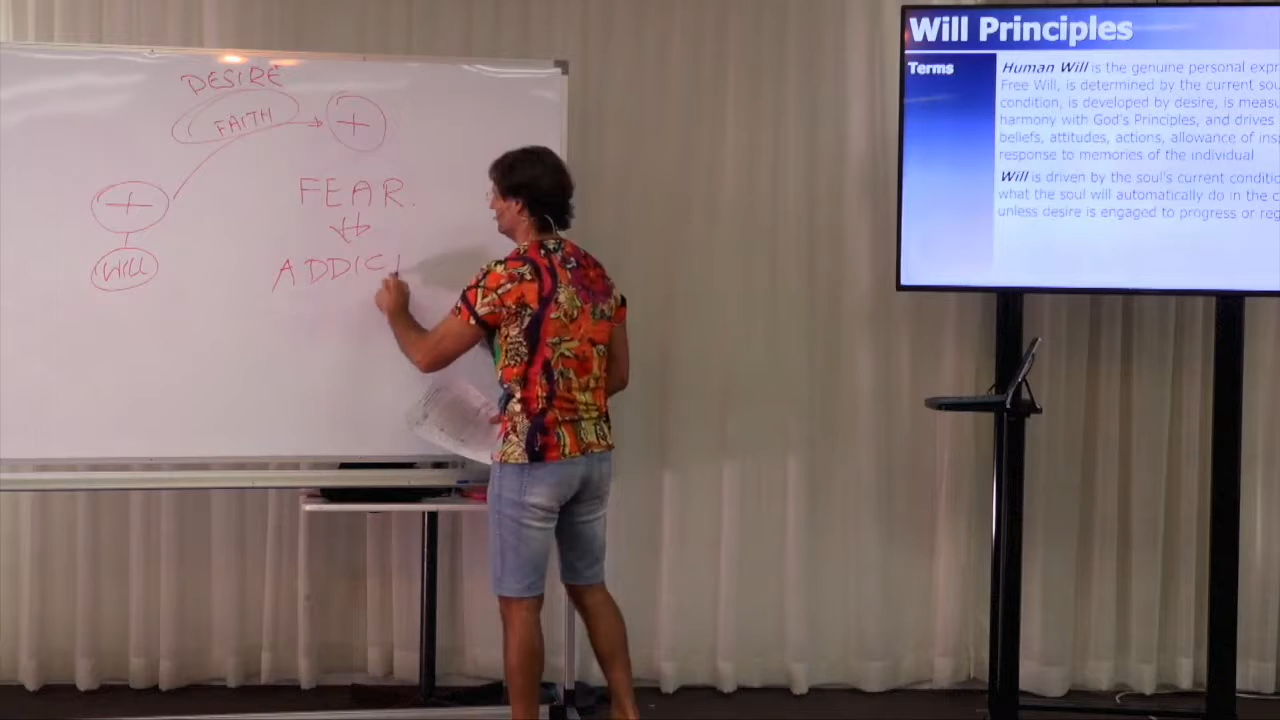 DESIRE
FAITH
+
+
WILL
FEAR.
ADDIC
Will Principles
Terms
Human Will is the genuine personal expr
Free Will, is determined by the current sou
condition, is developed by desire, is measu
harmony with God's Principles, and drives
beliefs, attitudes, actions, allowance of ins
response to memories of the individual
Will is driven by the soul's current conditio
what the soul will automatically do in the c
unless desire is engaged to progress or reg